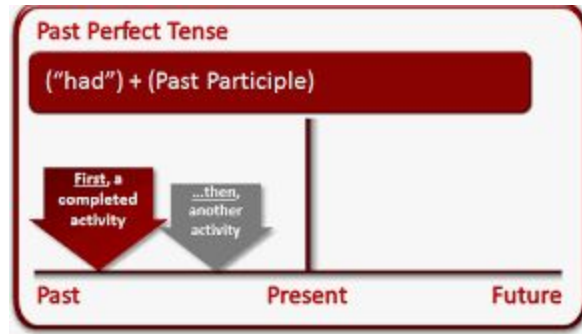 Past Perfect Tense
("had") + (Past Participle)
First, a
completed
activity
...then,
another
activity
Past Present Future